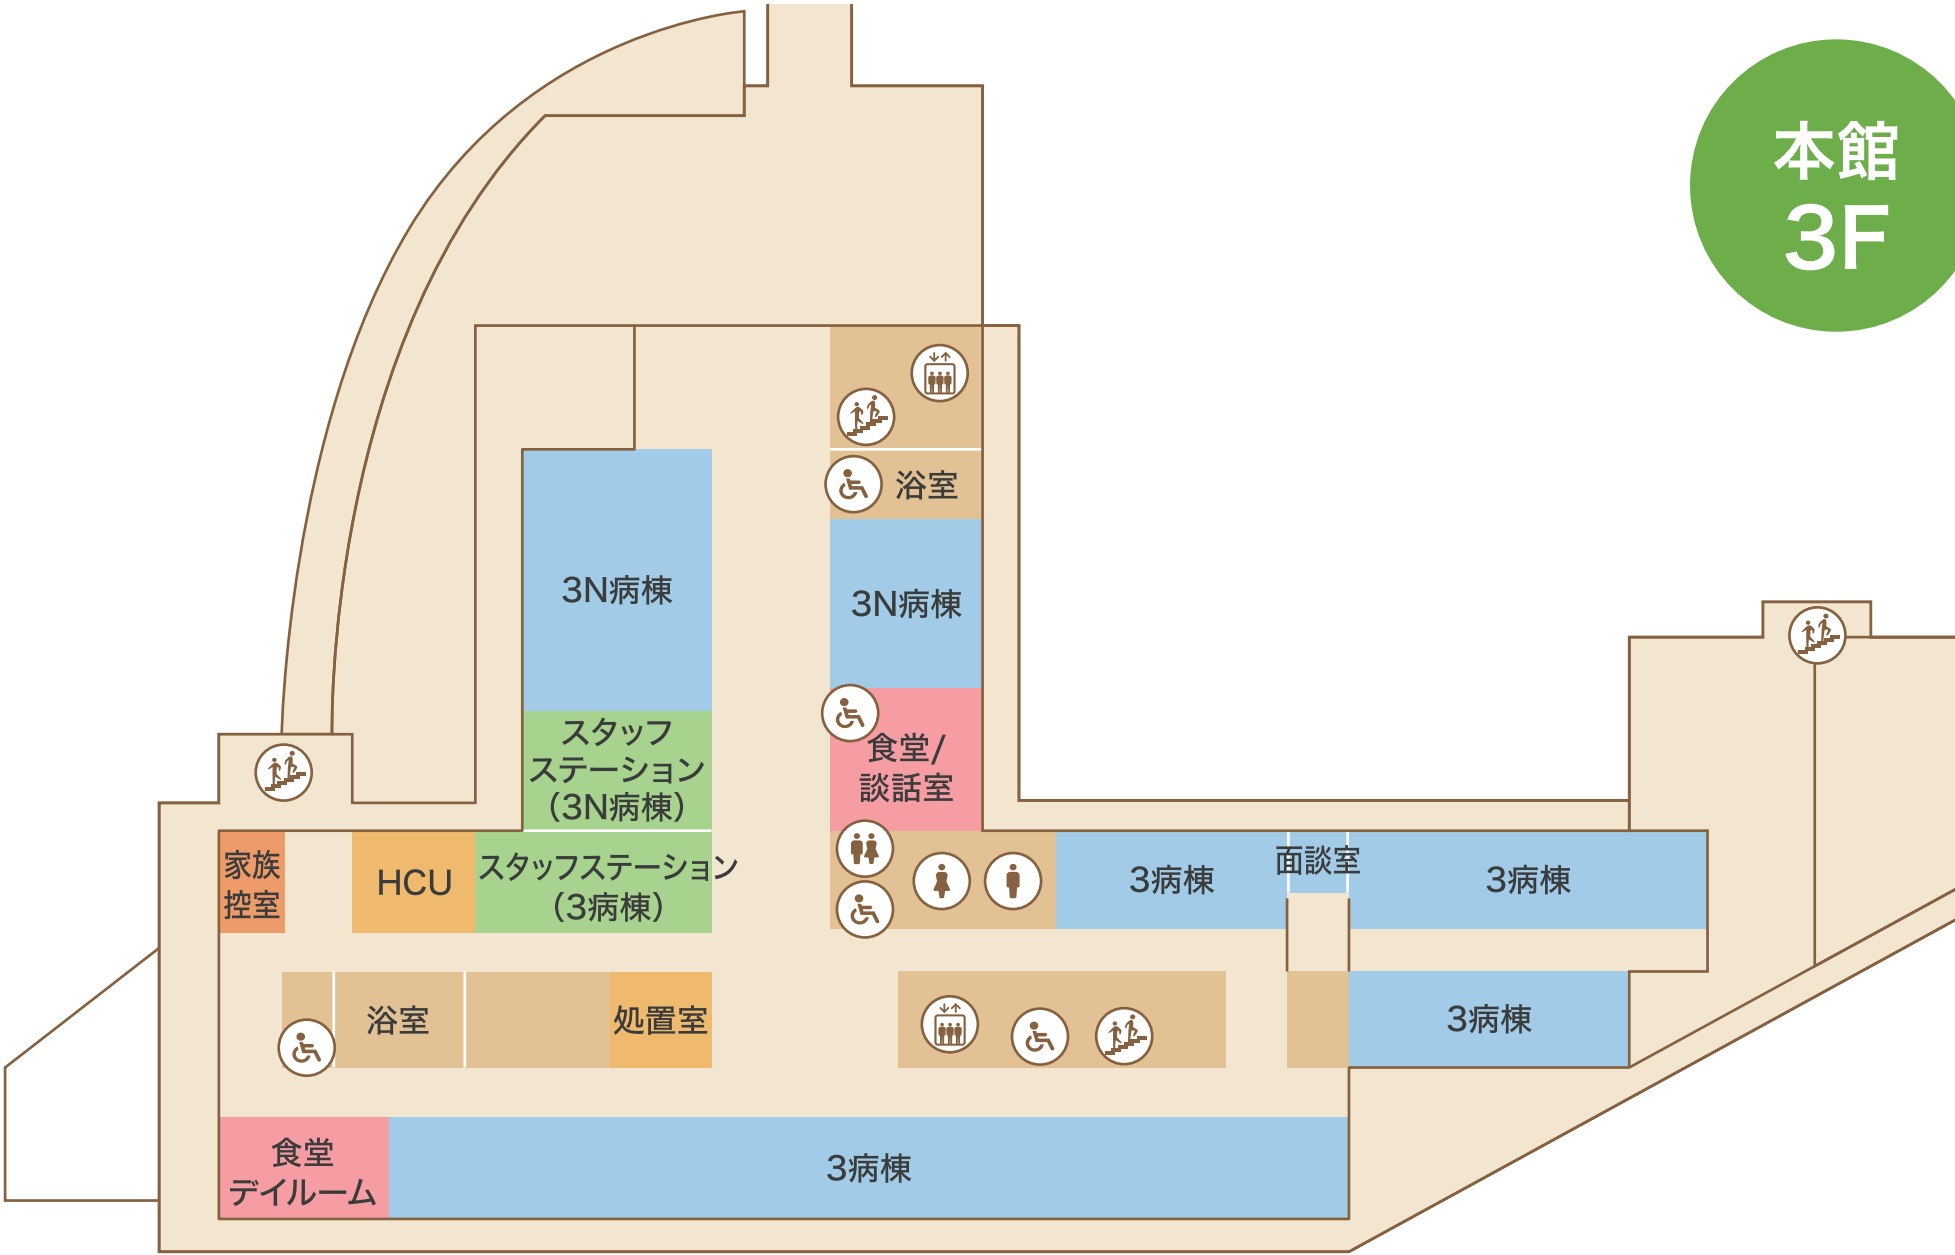 本館
3F
浴室
3N病棟
3N病棟
スタッフ
ステーション
（3N病棟）
食堂/
談話室
家族
控室
HCU
スタッフステーション
（3病棟）
3病棟
面談室
3病棟
浴室
処置室
3病棟
食堂
デイルーム
3病棟